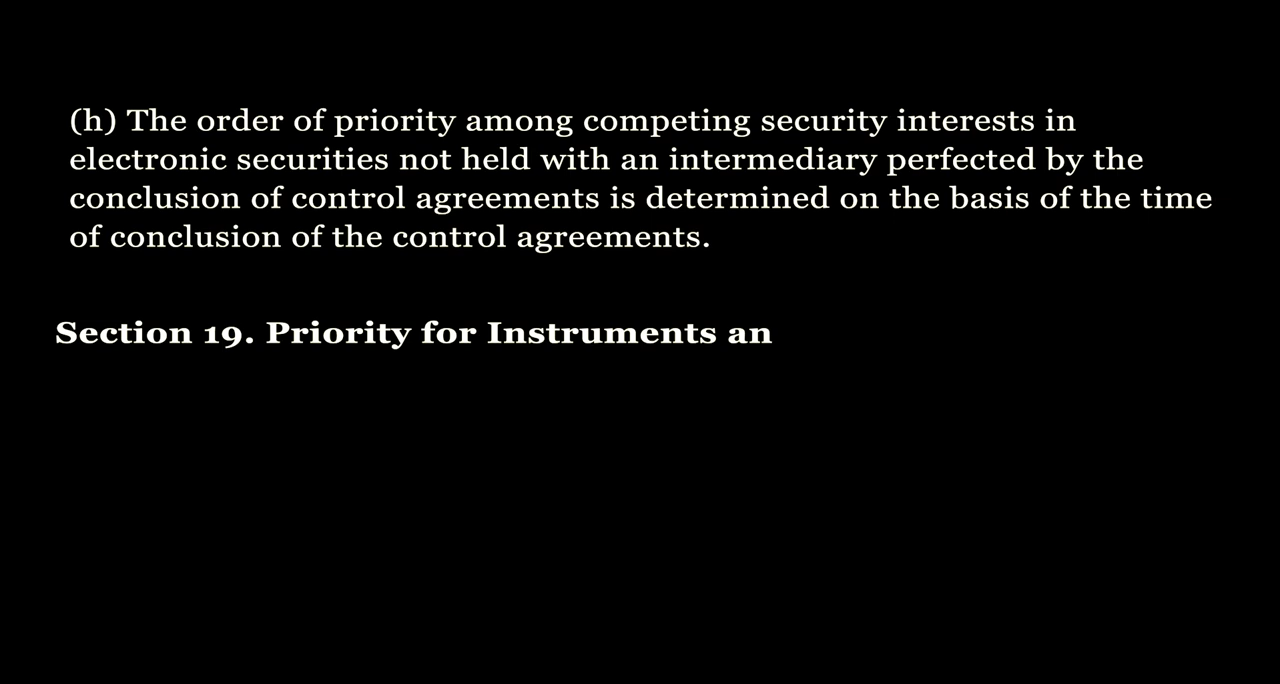 (h) The order of priority among competing security interests in
electronic securities not held with an intermediary perfected by the
conclusion of control agreements is determined on the basis of the time
of conclusion of the control agreements.
Section 19. Priority for Instruments an